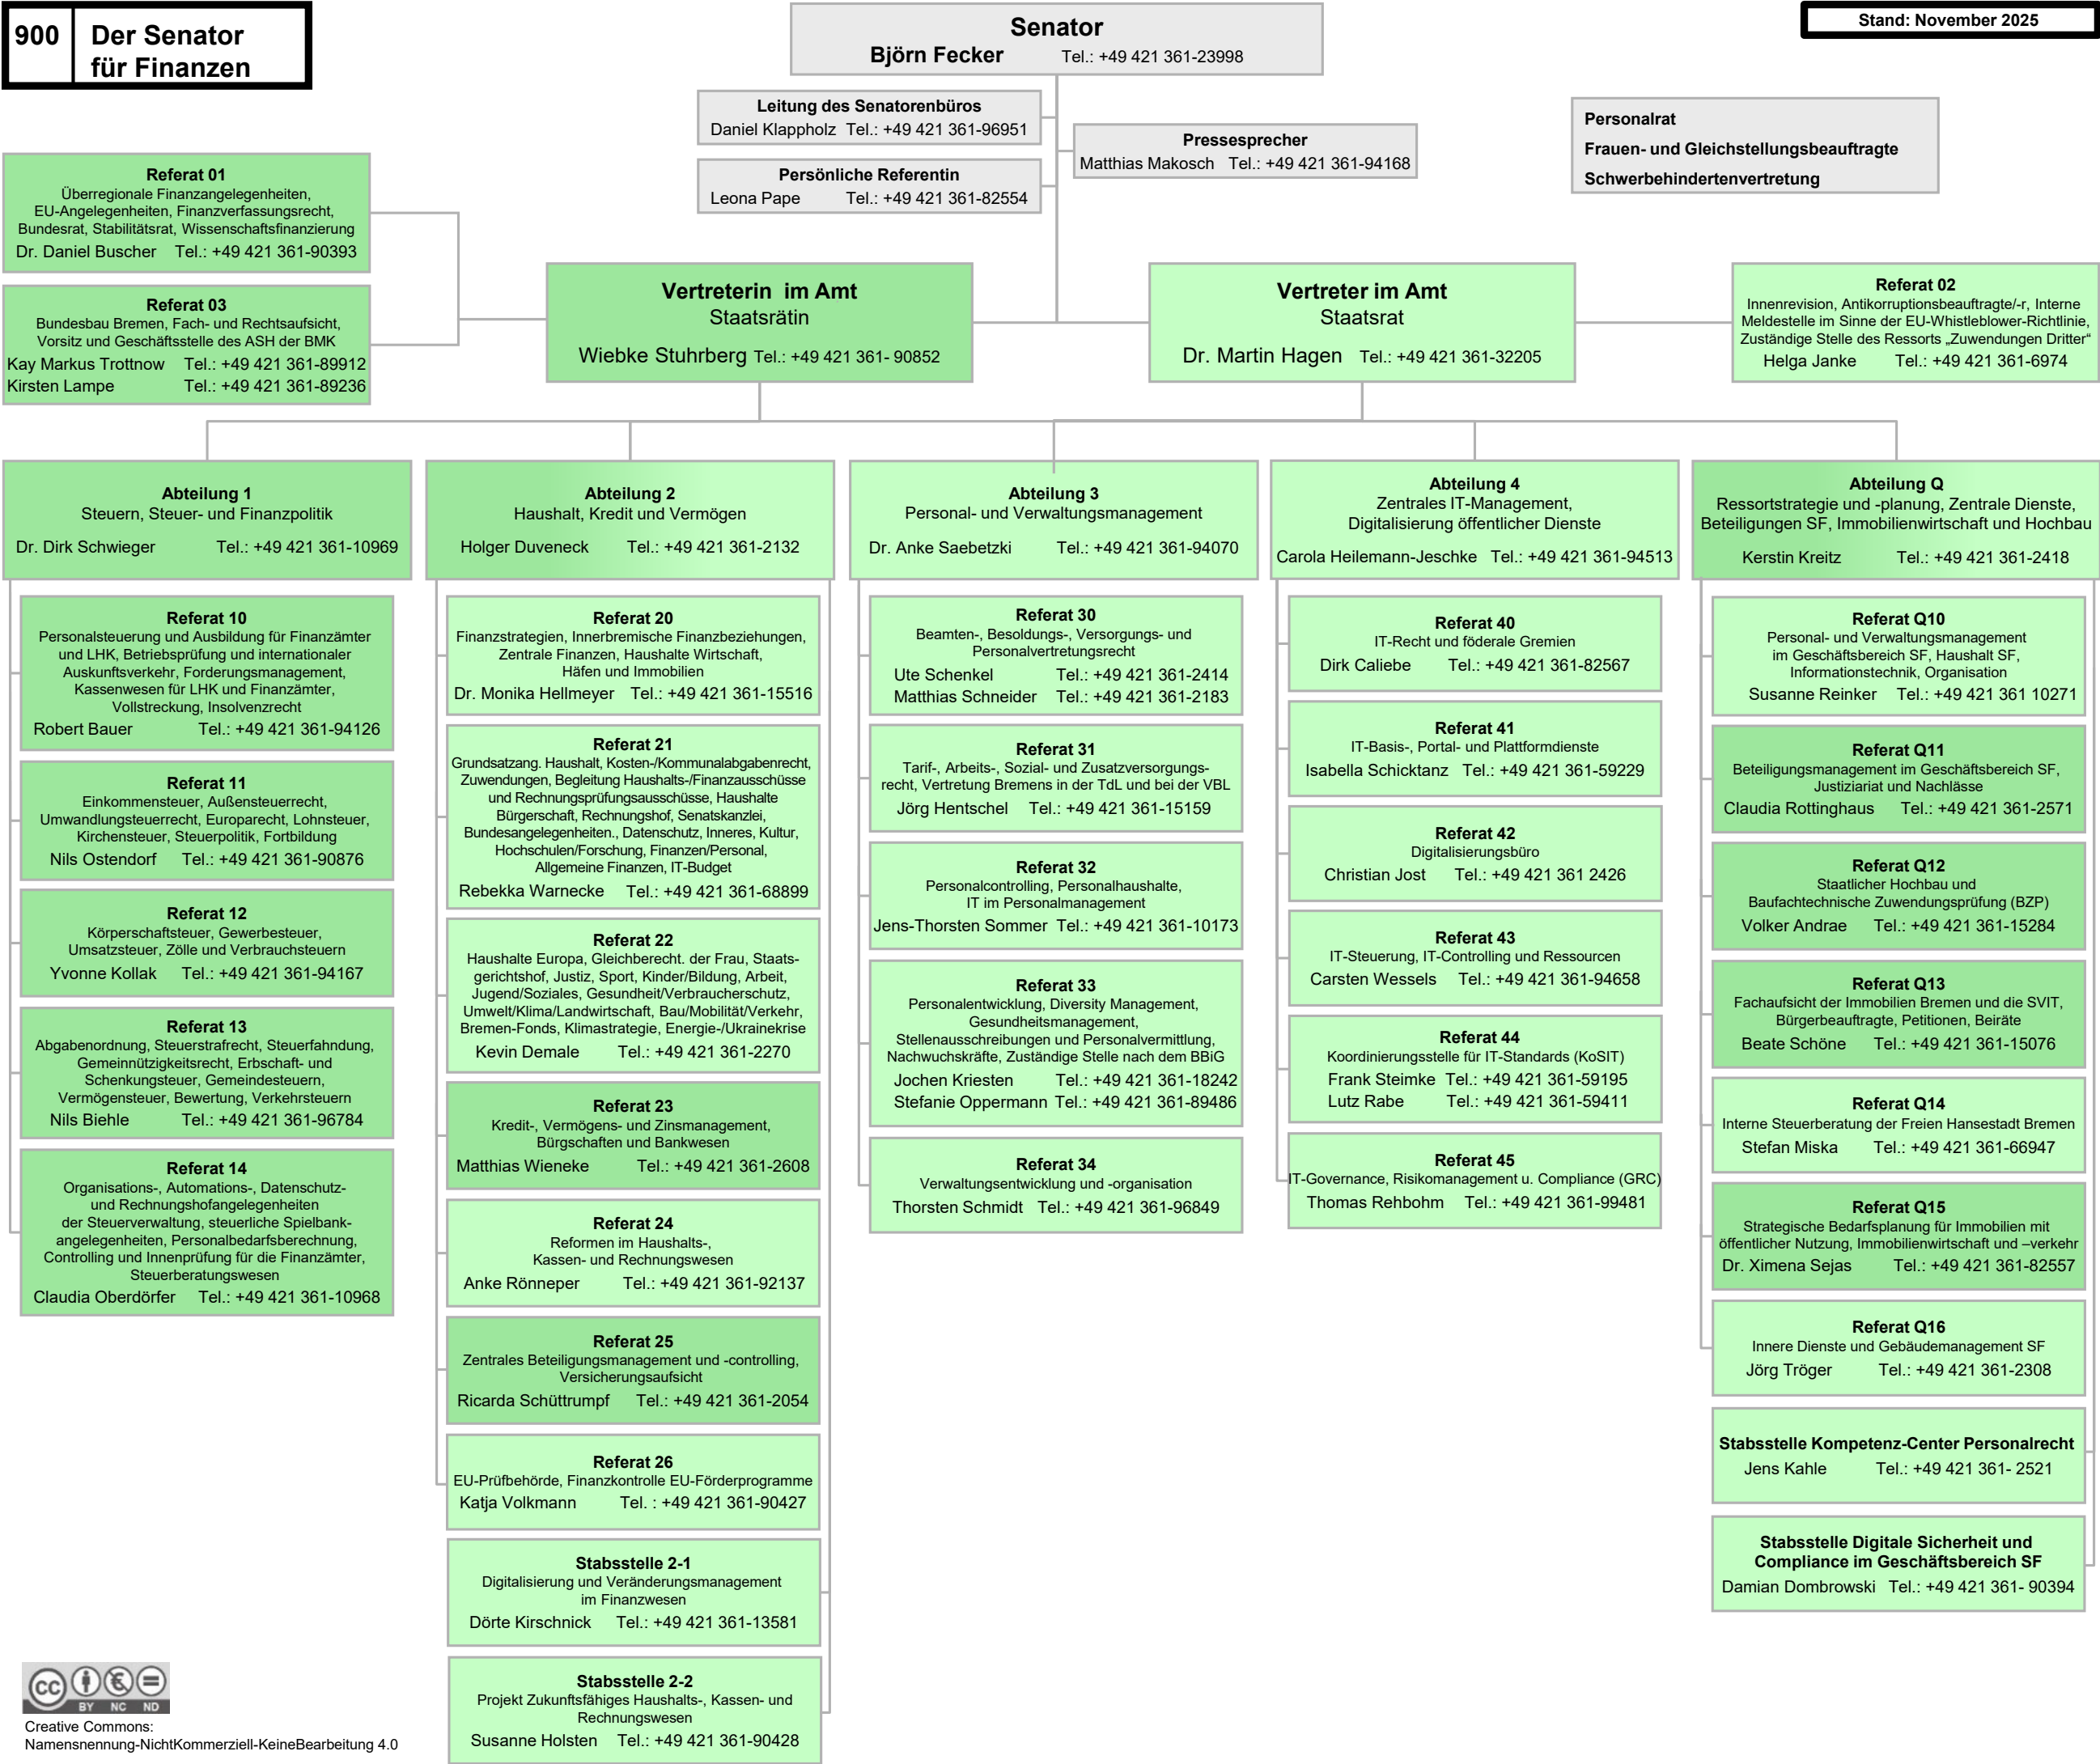 900 Der Senator
für Finanzen
Senator
Björn Fecker Tel.: +49 421 361-23998
Stand: November 2025
Leitung des Senatorenbüros
Daniel Klappholz Tel.: +49 421 361-96951
Pressesprecher
Matthias Makosch Tel.: +49 421 361-94168
Persönliche Referentin
Leona Pape Tel.: +49 421 361-82554
Personalrat
Frauen- und Gleichstellungsbeauftragte
Schwerbehindertenvertretung
Referat 01
Überregionale Finanzangelegenheiten,
EU-Angelegenheiten, Finanzverfassungsrecht,
Bundesrat, Stabilitätsrat, Wissenschaftsfinanzierung
Dr. Daniel Buscher Tel.: +49 421 361-90393
Referat 03
Bundesbau Bremen, Fach- und Rechtsaufsicht,
Vorsitz und Geschäftsstelle des ASH der BMK
Kay Markus Trottnow Tel.: +49 421 361-89912
Kirsten Lampe Tel.: +49 421 361-89236
Vertreterin im Amt
Staatsrätin
Wiebke Stuhrberg Tel.: +49 421 361- 90852
Vertreter im Amt
Staatsrat
Dr. Martin Hagen Tel.: +49 421 361-32205
Referat 02
Innenrevision, Antikorruptionsbeauftragte/-r, Interne
Meldestelle im Sinne der EU-Whistleblower-Richtlinie,
Zuständige Stelle des Ressorts „Zuwendungen Dritter“
Helga Janke Tel.: +49 421 361-6974
Abteilung 1
Steuern, Steuer- und Finanzpolitik
Dr. Dirk Schwieger Tel.: +49 421 361-10969
Referat 10
Personalsteuerung und Ausbildung für Finanzämter
und LHK, Betriebsprüfung und internationaler
Auskunftsverkehr, Forderungsmanagement,
Kassenwesen für LHK und Finanzämter,
Vollstreckung, Insolvenzrecht
Robert Bauer Tel.: +49 421 361-94126
Referat 11
Einkommensteuer, Außensteuerrecht,
Umwandlungsteuerrecht, Europarecht, Lohnsteuer,
Kirchensteuer, Steuerpolitik, Fortbildung
Nils Ostendorf Tel.: +49 421 361-90876
Referat 12
Körperschaftsteuer, Gewerbesteuer,
Umsatzsteuer, Zölle und Verbrauchsteuern
Yvonne Kollak Tel.: +49 421 361-94167
Referat 13
Abgabenordnung, Steuerstrafrecht, Steuerfahndung,
Gemeinnützigkeitsrecht, Erbschaft- und
Schenkungsteuer, Gemeindesteuern,
Vermögensteuer, Bewertung, Verkehrsteuern
Nils Biehle Tel.: +49 421 361-96784
Referat 14
Organisations-, Automations-, Datenschutz-
und Rechnungshofangelegenheiten
der Steuerverwaltung, steuerliche Spielbank-
angelegenheiten, Personalbedarfsberechnung,
Controlling und Innenprüfung für die Finanzämter,
Steuerberatungswesen
Claudia Oberdörfer Tel.: +49 421 361-10968
Abteilung 2
Haushalt, Kredit und Vermögen
Holger Duveneck Tel.: +49 421 361-2132
Referat 20
Finanzstrategien, Innerbremische Finanzbeziehungen,
Zentrale Finanzen, Haushalte Wirtschaft,
Häfen und Immobilien
Dr. Monika Hellmeyer Tel.: +49 421 361-15516
Referat 21
Grundsatzang. Haushalt, Kosten-/Kommunalabgabenrecht,
Zuwendungen, Begleitung Haushalts-/Finanzausschüsse
und Rechnungsprüfungsausschüsse, Haushalte
Bürgerschaft, Rechnungshof, Senatskanzlei,
Bundesangelegenheiten., Datenschutz, Inneres, Kultur,
Hochschulen/Forschung, Finanzen/Personal,
Allgemeine Finanzen, IT-Budget
Rebekka Warnecke Tel.: +49 421 361-68899
Referat 22
Haushalte Europa, Gleichberecht. der Frau, Staats-
gerichtshof, Justiz, Sport, Kinder/Bildung, Arbeit,
Jugend/Soziales, Gesundheit/Verbraucherschutz,
Umwelt/Klima/Landwirtschaft, Bau/Mobilität/Verkehr,
Bremen-Fonds, Klimastrategie, Energie-/Ukrainekrise
Kevin Demale Tel.: +49 421 361-2270
Referat 23
Kredit-, Vermögens- und Zinsmanagement,
Bürgschaften und Bankwesen
Matthias Wieneke Tel.: +49 421 361-2608
Referat 24
Reformen im Haushalts-,
Kassen- und Rechnungswesen
Anke Rönneper Tel.: +49 421 361-92137
Referat 25
Zentrales Beteiligungsmanagement und -controlling,
Versicherungsaufsicht
Ricarda Schüttrumpf Tel.: +49 421 361-2054
Referat 26
EU-Prüfbehörde, Finanzkontrolle EU-Förderprogramme
Katja Volkmann Tel. : +49 421 361-90427
Stabsstelle 2-1
Digitalisierung und Veränderungsmanagement
im Finanzwesen
Dörte Kirschnick Tel.: +49 421 361-13581
Stabsstelle 2-2
Projekt Zukunftsfähiges Haushalts-, Kassen- und
Rechnungswesen
Susanne Holsten Tel.: +49 421 361-90428
Abteilung 3
Personal- und Verwaltungsmanagement
Dr. Anke Saebetzki Tel.: +49 421 361-94070
Referat 30
Beamten-, Besoldungs-, Versorgungs- und
Personalvertretungsrecht
Ute Schenkel Tel.: +49 421 361-2414
Matthias Schneider Tel.: +49 421 361-2183
Referat 31
Tarif-, Arbeits-, Sozial- und Zusatzversorgungs-
recht, Vertretung Bremens in der TdL und bei der VBL
Jörg Hentschel Tel.: +49 421 361-15159
Referat 32
Personalcontrolling, Personalhaushalte,
IT im Personalmanagement
Jens-Thorsten Sommer Tel.: +49 421 361-10173
Referat 33
Personalentwicklung, Diversity Management,
Gesundheitsmanagement,
Stellenausschreibungen und Personalvermittlung,
Nachwuchskräfte, Zuständige Stelle nach dem BBiG
Jochen Kriesten Tel.: +49 421 361-18242
Stefanie Oppermann Tel.: +49 421 361-89486
Referat 34
Verwaltungsentwicklung und -organisation
Thorsten Schmidt Tel.: +49 421 361-96849
Abteilung 4
Zentrales IT-Management,
Digitalisierung öffentlicher Dienste
Carola Heilemann-Jeschke Tel.: +49 421 361-94513
Referat 40
IT-Recht und föderale Gremien
Dirk Caliebe Tel.: +49 421 361-82567
Referat 41
IT-Basis-, Portal- und Plattformdienste
Isabella Schicktanz Tel.: +49 421 361-59229
Referat 42
Digitalisierungsbüro
Christian Jost Tel.: +49 421 361 2426
Referat 43
IT-Steuerung, IT-Controlling und Ressourcen
Carsten Wessels Tel.: +49 421 361-94658
Referat 44
Koordinierungsstelle für IT-Standards (KoSIT)
Frank Steimke Tel.: +49 421 361-59195
Lutz Rabe Tel.: +49 421 361-59411
Referat 45
IT-Governance, Risikomanagement u. Compliance (GRC)
Thomas Rehbohm Tel.: +49 421 361-99481
Abteilung Q
Ressortstrategie und -planung, Zentrale Dienste,
Beteiligungen SF, Immobilienwirtschaft und Hochbau
Kerstin Kreitz Tel.: +49 421 361-2418
Referat Q10
Personal- und Verwaltungsmanagement
im Geschäftsbereich SF, Haushalt SF,
Informationstechnik, Organisation
Susanne Reinker Tel.: +49 421 361 10271
Referat Q11
Beteiligungsmanagement im Geschäftsbereich SF,
Justiziariat und Nachlässe
Claudia Rottinghaus Tel.: +49 421 361-2571
Referat Q12
Staatlicher Hochbau und
Baufachtechnische Zuwendungsprüfung (BZP)
Volker Andrae Tel.: +49 421 361-15284
Referat Q13
Fachaufsicht der Immobilien Bremen und die SVIT,
Bürgerbeauftragte, Petitionen, Beiräte
Beate Schöne Tel.: +49 421 361-15076
Referat Q14
Interne Steuerberatung der Freien Hansestadt Bremen
Stefan Miska Tel.: +49 421 361-66947
Referat Q15
Strategische Bedarfsplanung für Immobilien mit
öffentlicher Nutzung, Immobilienwirtschaft und –verkehr
Dr. Ximena Sejas Tel.: +49 421 361-82557
Referat Q16
Innere Dienste und Gebäudemanagement SF
Jörg Tröger Tel.: +49 421 361-2308
Stabsstelle Kompetenz-Center Personalrecht
Jens Kahle Tel.: +49 421 361- 2521
Stabsstelle Digitale Sicherheit und
Compliance im Geschäftsbereich SF
Damian Dombrowski Tel.: +49 421 361- 90394
CC BY NC ND
Creative Commons:
Namensnennung-NichtKommerziell-KeineBearbeitung 4.0